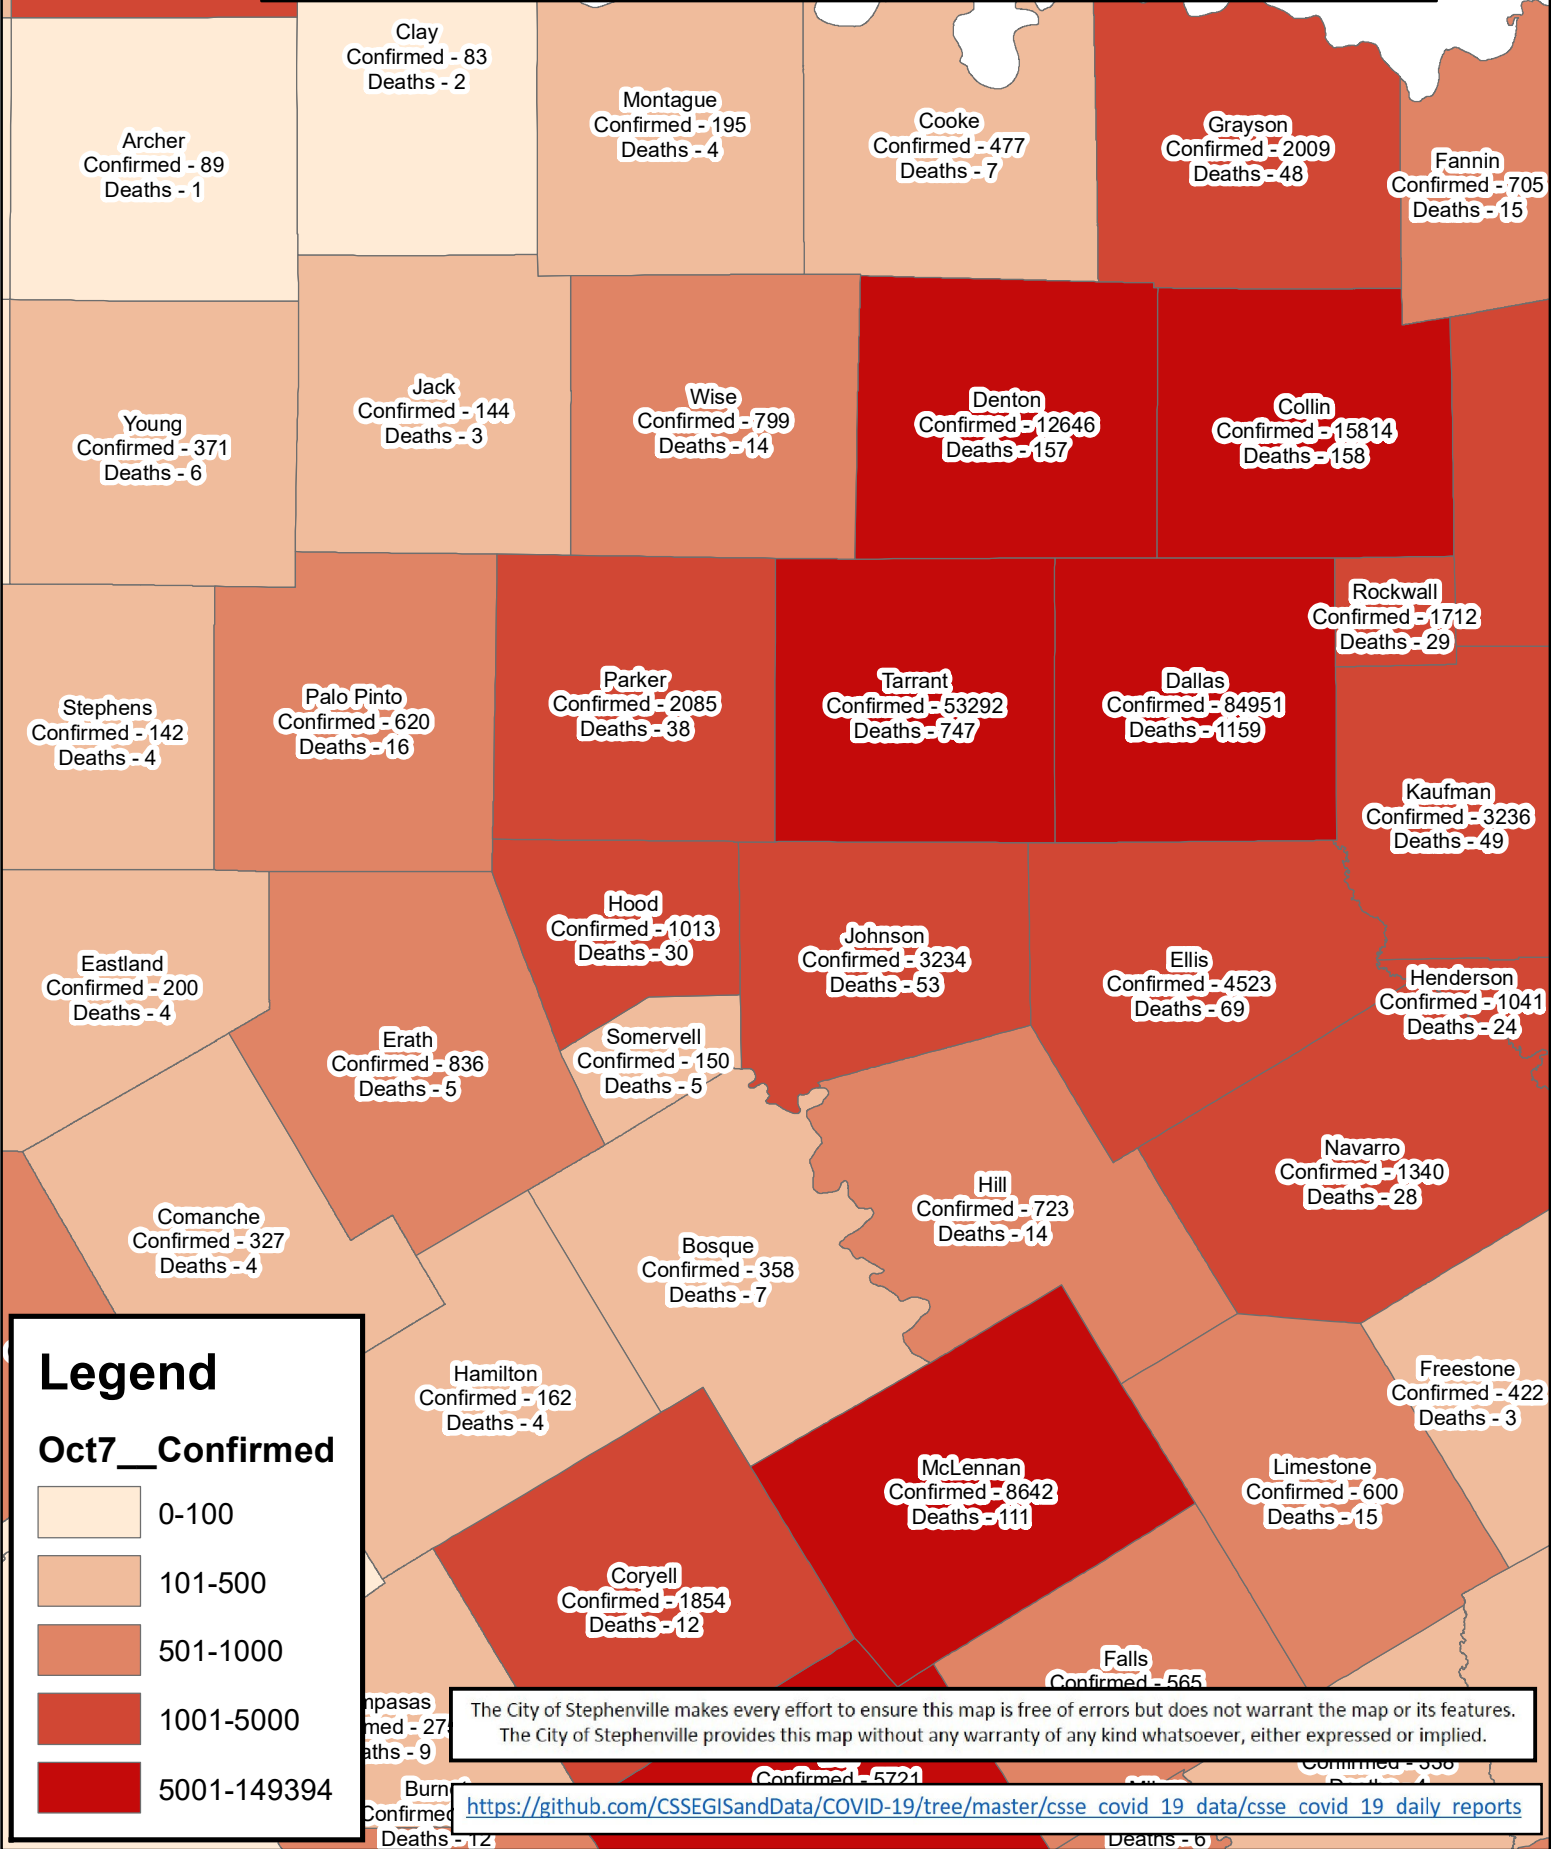 Clay
Confirmed - 83
Deaths - 2
Montague
Confirmed - 195
Deaths - 4
Cooke
Confirmed - 477
Deaths - 7
Grayson
Confirmed - 2009
Deaths - 48
Archer
Confirmed - 89
Deaths - 1
Fannin
Confirmed - 705
Deaths - 15
Young
Confirmed - 371
Deaths - 6
Jack
Confirmed - 144
Deaths - 3
Wise
Confirmed - 799
Deaths - 14
Denton
Confirmed - 12646
Deaths - 157
Collin
Confirmed - 15814
Deaths - 158
Rockwall
Confirmed - 1712
Deaths - 29
Stephens
Confirmed - 142
Deaths - 4
Palo Pinto
Confirmed - 620
Deaths - 16
Parker
Confirmed - 2085
Deaths - 38
Tarrant
Confirmed - 53292
Deaths - 747
Dallas
Confirmed - 84951
Deaths - 1159
Kaufman
Confirmed - 3236
Deaths - 49
Eastland
Confirmed - 200
Deaths - 4
Hood
Confirmed - 1013
Deaths - 30
Johnson
Confirmed - 3234
Deaths - 53
Ellis
Confirmed - 4523
Deaths - 69
Henderson
Confirmed - 1041
Deaths - 24
Erath
Confirmed - 836
Deaths - 5
Somervell
Confirmed - 150
Deaths - 5
Navarro
Confirmed - 1340
Deaths - 28
Comanche
Confirmed - 327
Deaths - 4
Bosque
Confirmed - 358
Deaths - 7
Hill
Confirmed - 723
Deaths - 14
Hamilton
Confirmed - 162
Deaths - 4
Freestone
Confirmed - 422
Deaths - 3
McLennan
Confirmed - 8642
Deaths - 111
Limestone
Confirmed - 600
Deaths - 15
Coryell
Confirmed - 1854
Deaths - 12
Falls
Confirmed - 565
Legend
Oct7__Confirmed
0-100
101-500
501-1000
1001-5000
5001-149394
mpasas
med - 27
aths - 9
The City of Stephenville makes every effort to ensure this map is free of errors but does not warrant the map or its features.
The City of Stephenville provides this map without any warranty of any kind whatsoever, either expressed or implied.
Confirmed - 5721
Confirmed - 338
Burn
Confirmed
Deaths - 12
https://github.com/CSSEGISandData/COVID-19/tree/master/csse_covid_19_data/csse_covid_19_daily_reports
Deaths - 6